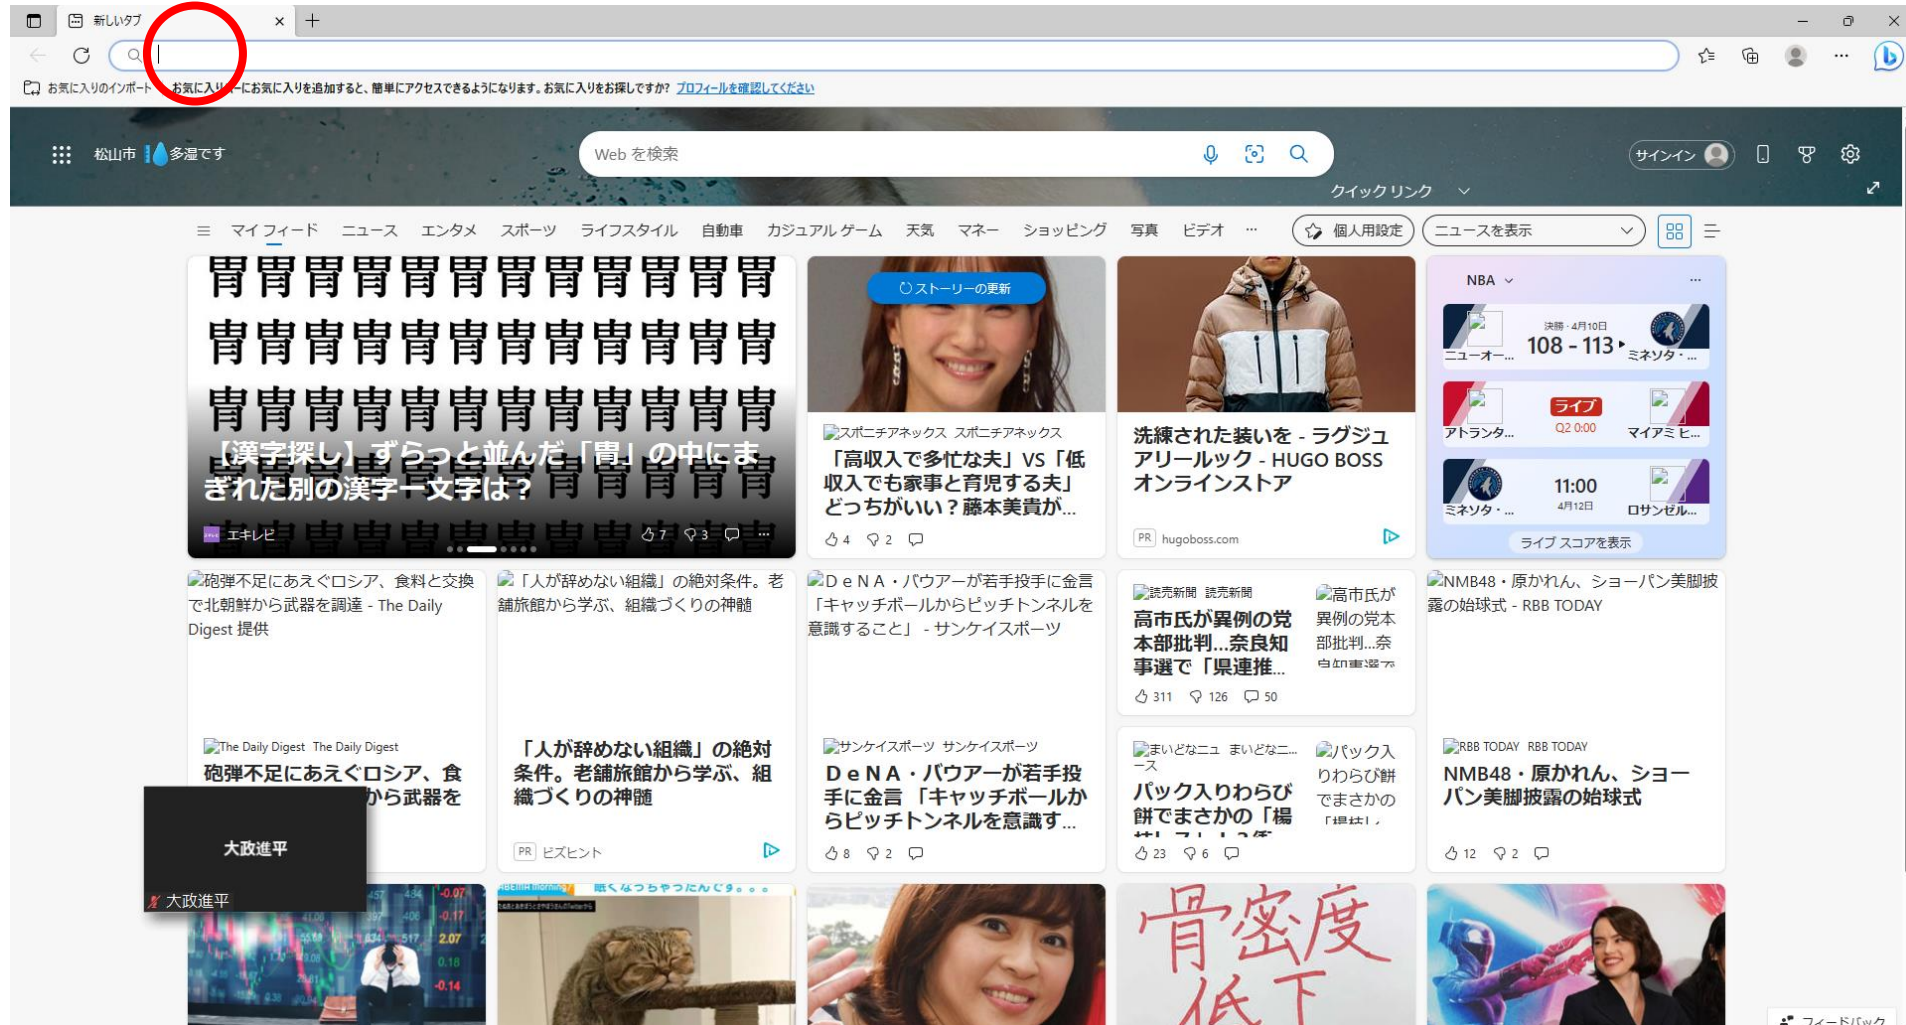 新しいタブ
お気に入りのインポート
お気に入りバーにお気に入りを追加すると、簡単にアクセスできるようになります。お気に入りをお探しですか? プロフィールを確認してください
松山市 多湿です
Web を検索
サインイン
クイックリンク
マイフィード ニュース エンタメ スポーツ ライフスタイル 自動車 カジュアル ゲーム 天気 マネー ショッピング 写真 ビデオ ... 個人用設定 ニュースを表示
【漢字探し】ずらっと並んだ「冑」の中にま
ぎれた別の漢字一文字は?
エキレビ
7 3
ストーリーの更新
スポニチアネックス スポニチアネックス
「高収入で多忙な夫」VS「低
収入でも家事と育児する夫」
どっちがいい?藤本美貴が...
4 2
洗練された装いを - ラグジュ
アリールック - HUGO BOSS
オンラインストア
PR hugoboss.com
NBA
決勝 · 4月10日
108 - 113
ニューオー...
ミネソタ・...
ライブ
Q2 0:00
アトランタ...
マイアミ ヒ...
11:00
4月12日
ミネソタ・...
ロサンゼル...
ライブ スコアを表示
砲弾不足にあえぐロシア、食料と交換
で北朝鮮から武器を調達 - The Daily
Digest 提供
The Daily Digest The Daily Digest
砲弾不足にあえぐロシア、食
から武器を
「人が辞めない組織」の絶対条件。老
舗旅館から学ぶ、組織づくりの神髄
「人が辞めない組織」の絶対
条件。老舗旅館から学ぶ、組
織づくりの神髄
PR ビズヒント
DeNA・バウアーが若手投手に金言
「キャッチボールからピッチトンネルを
意識すること」 - サンケイスポーツ
サンケイスポーツ サンケイスポーツ
DeNA・バウアーが若手投
手に金言 「キャッチボールか
らピッチトンネルを意識す...
8 2
読売新聞 読売新聞
高市氏が異例の党
本部批判...奈良知
事選で「県連推...
311 126 50
高市氏が
異例の党本
部批判...奈
良知事選で
まいどなニュ
ース
まいどなニ...
パック入りわらび
餅でまさかの「楊
23 6
パック入
りわらび餅
でまさかの
NMB48・原かれん、ショーパン美脚披
露の始球式 - RBB TODAY
RBB TODAY RBB TODAY
NMB48・原かれん、ショー
パン美脚披露の始球式
12 2
大政進平
大政進平
眠くなっちゃったんです。。。
2.07
0.18
-0.14
-0.07
-0.17
骨密度
低下
フィードバック